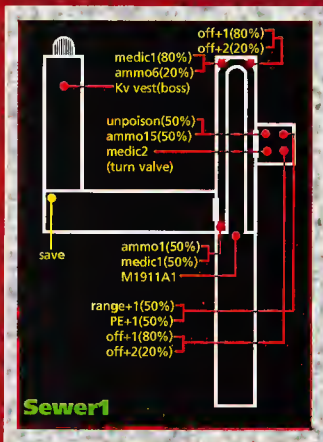 off+1(80%)
off+2(20%)
medic1(80%)
ammo6(20%)
Kv vest(boss)
unpoison(50%)
ammo15(50%)
medic2
(turn valve)
save
ammo1(50%)
medic1(50%)
M1911A1
range+1(50%)
PE+1(50%)
off+1(80%)
off+2(20%)
Sewer1